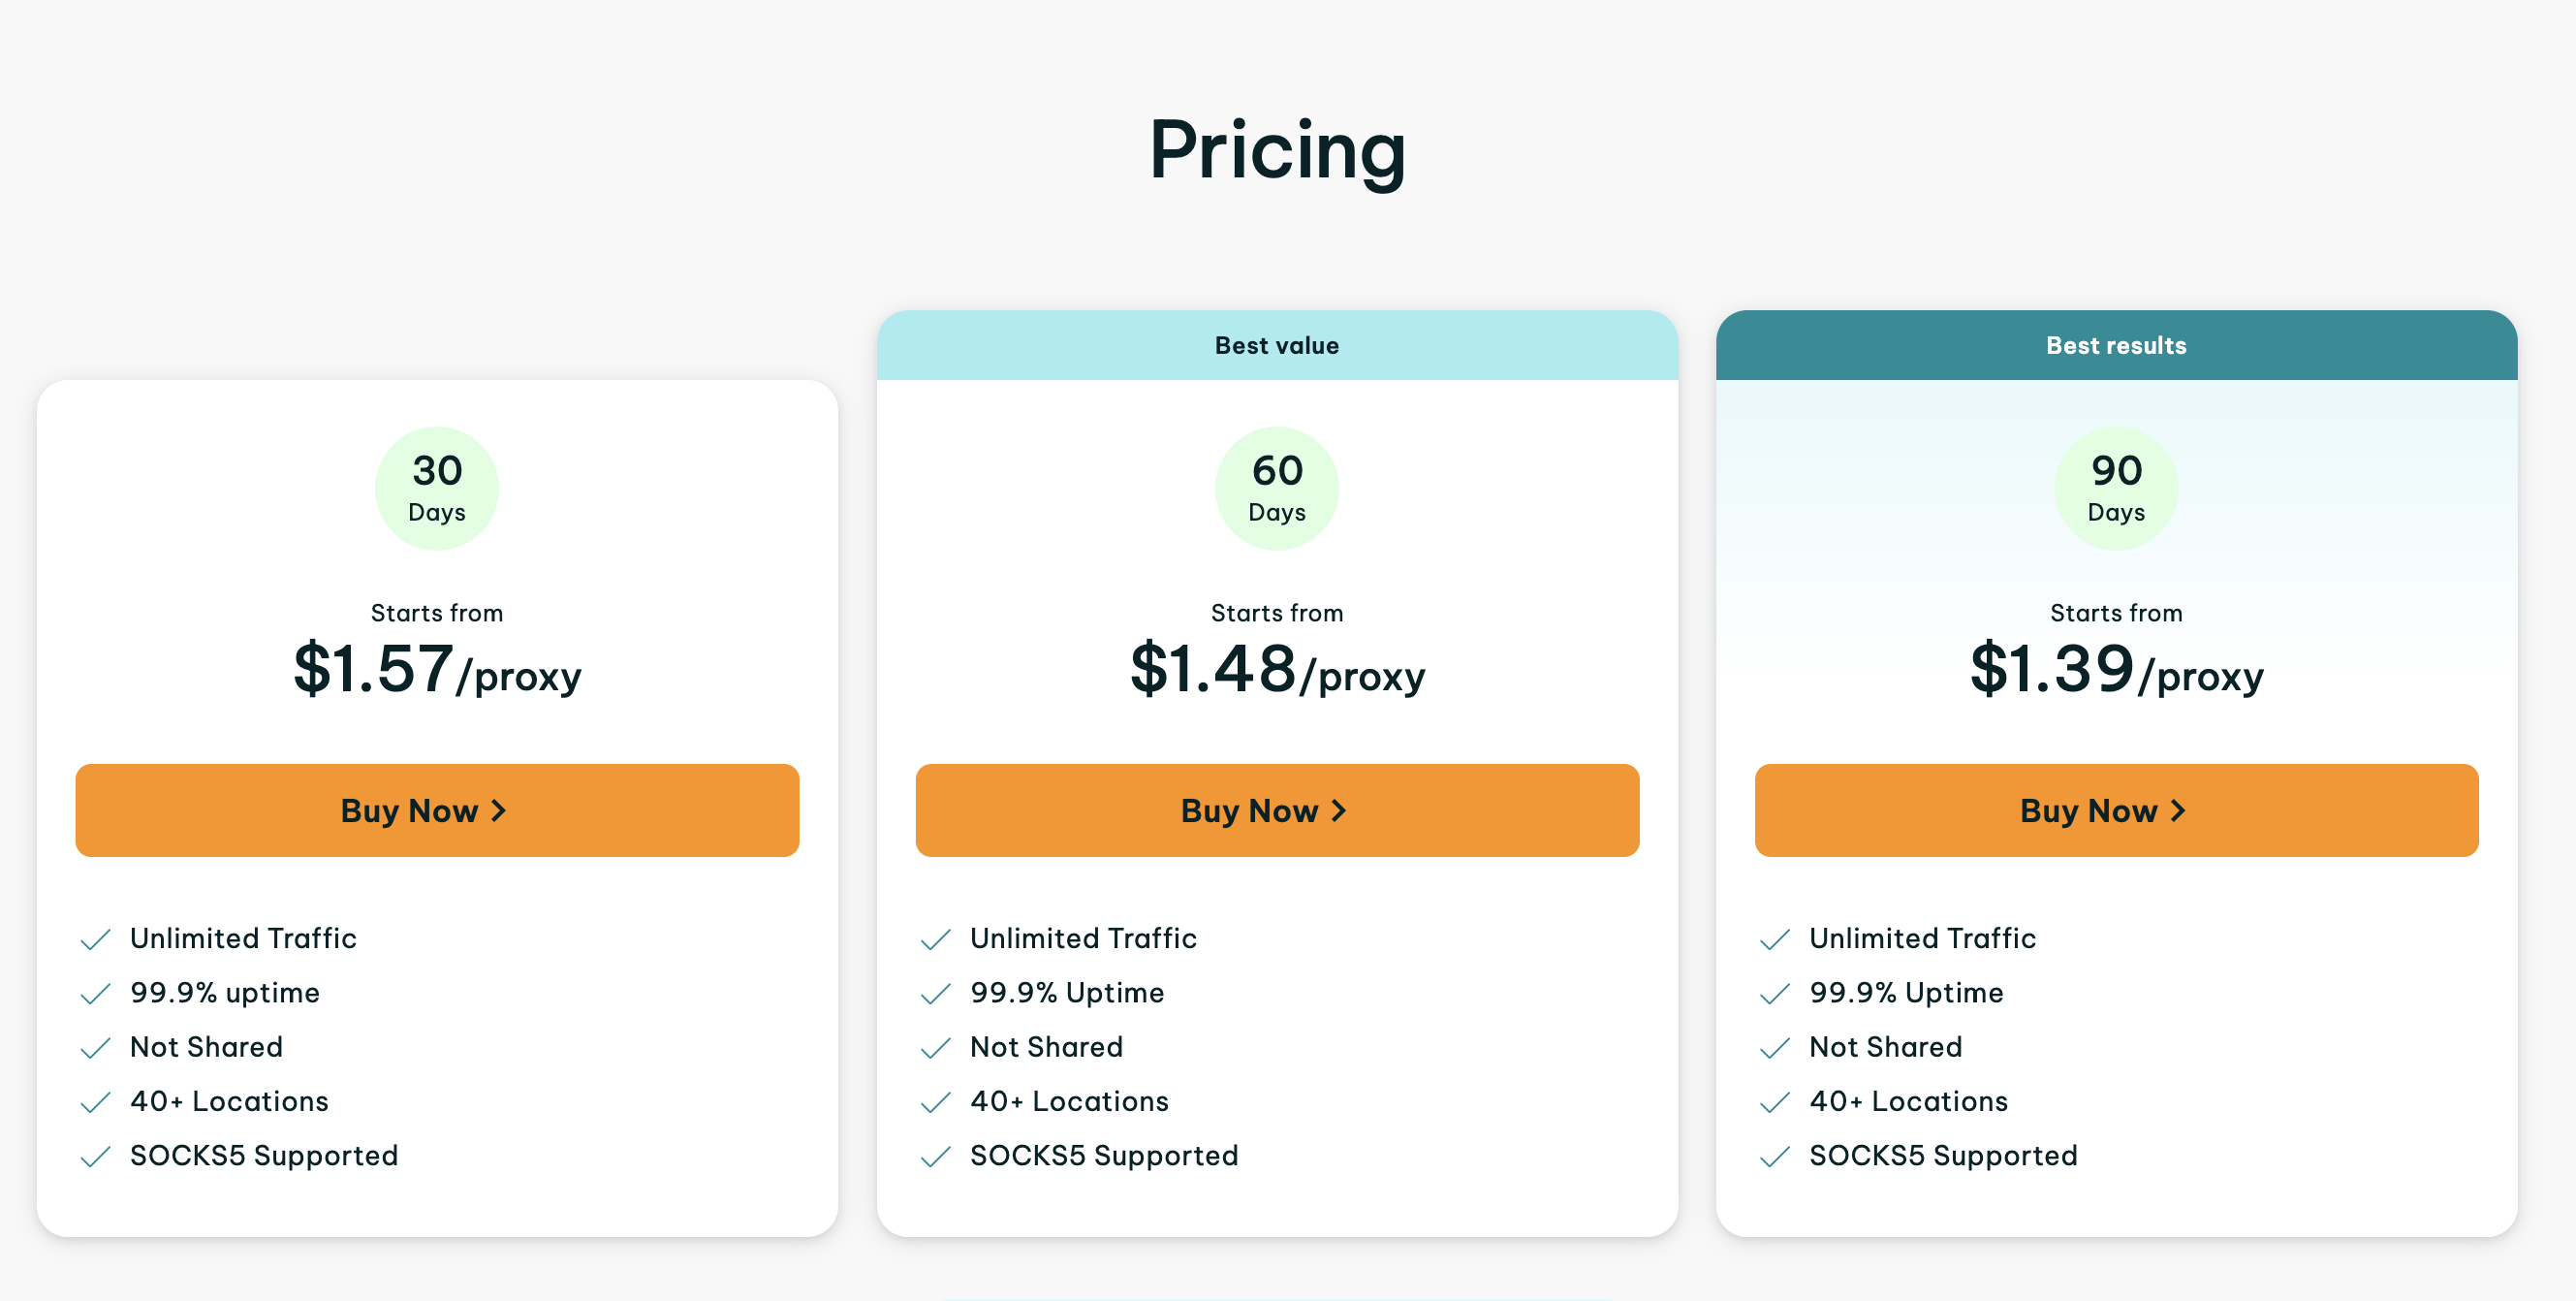 Pricing
30
Days
Starts from
$1.57/proxy
Buy Now
Unlimited Traffic
99.9% uptime
Not Shared
40+ Locations
SOCKS5 Supported
Best value
60
Days
Starts from
$1.48/proxy
Buy Now
Unlimited Traffic
99.9% Uptime
Not Shared
40+ Locations
SOCKS5 Supported
Best results
90
Days
Starts from
$1.39/proxy
Buy Now
Unlimited Traffic
99.9% Uptime
Not Shared
40+ Locations
SOCKS5 Supported